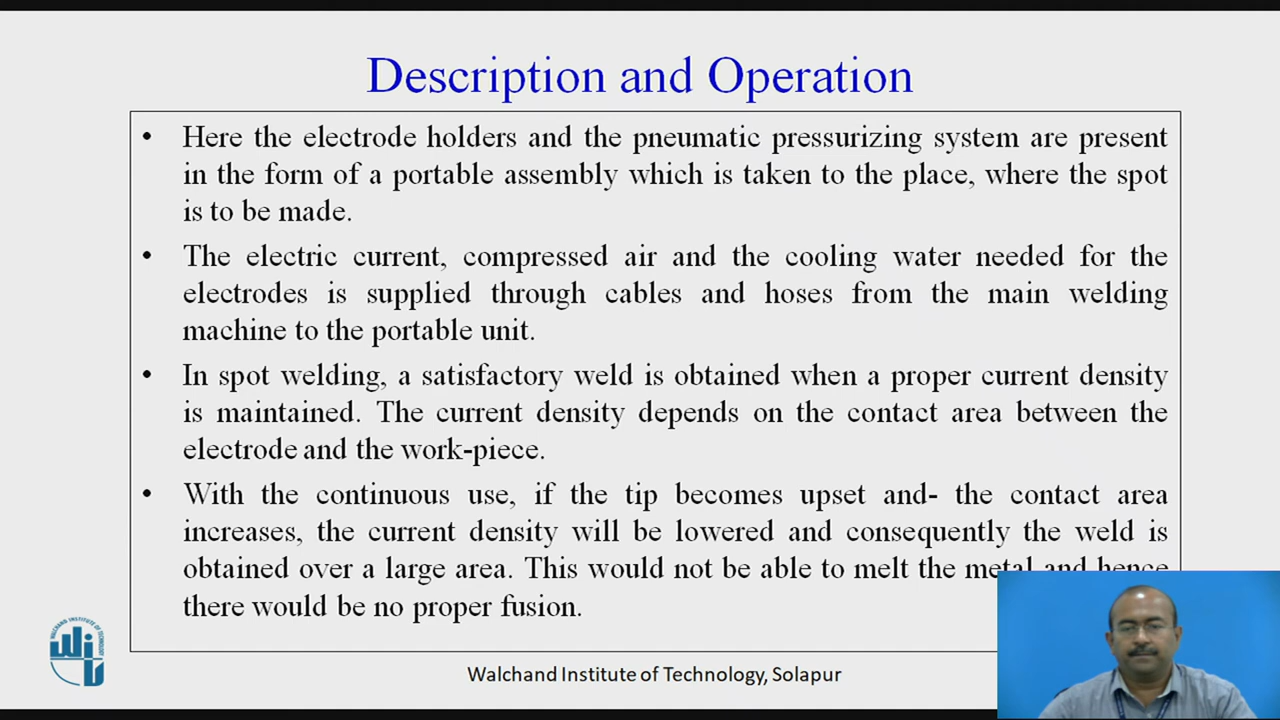 Description and Operation
• Here the electrode holders and the pneumatic pressurizing system are present
in the form of a portable assembly which is taken to the place, where the spot
is to be made.
• The electric current, compressed air and the cooling water needed for the
electrodes is supplied through cables and hoses from the main welding
machine to the portable unit.
• In spot welding, a satisfactory weld is obtained when a proper current density
is maintained. The current density depends on the contact area between the
electrode and the work-piece.
• With the continuous use, if the tip becomes upset and- the contact area
increases, the current density will be lowered and consequently the weld is
obtained over a large area. This would not be able to melt the metal and hence
there would be no proper fusion.
WALCHAND INSTITUTE OF TECHNOLOGY
WIT
Walchand Institute of Technology, Solapur